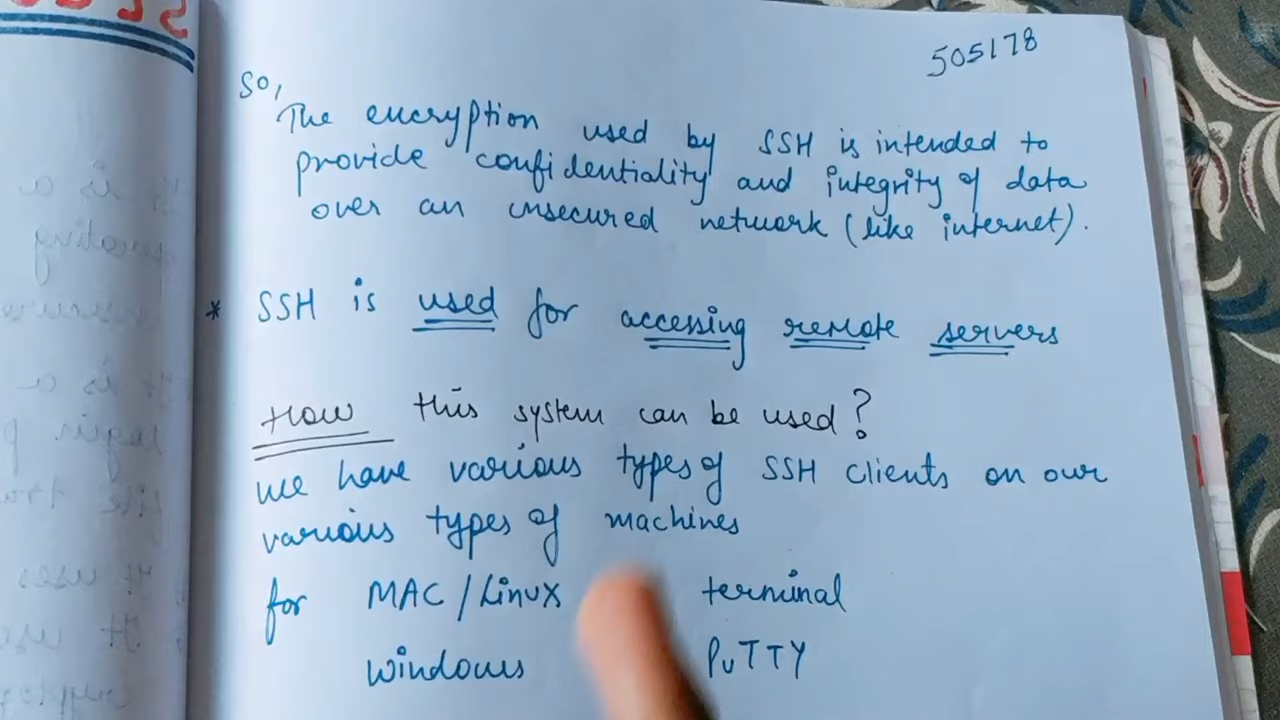 505178
So,
The encryption used by SSH is intended to
provide confidentiality and integrity of data
over an unsecured network (like internet).
* SSH is used for accessing remote servers
How this system can be used?
we have various types of SSH clients on our
various types of machines
for MAC/Linux terminal
windows PuTTY